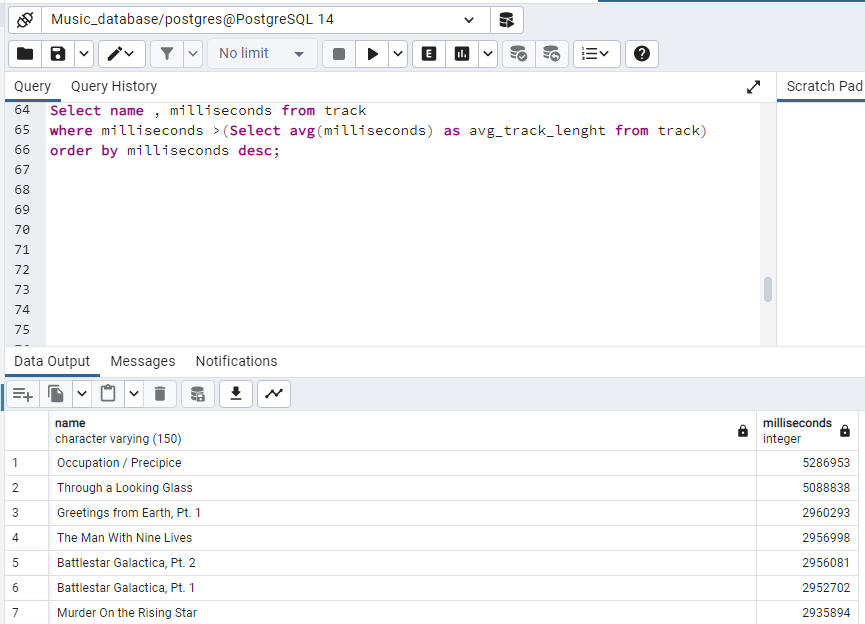 Music_database/postgres@PostgreSQL 14
No limit
E
Query Query History Scratch Pad
64 Select name , milliseconds from track
65 where milliseconds >(Select avg(milliseconds) as avg_track_lenght from track)
66 order by milliseconds desc;
67
68
69
70
71
72
73
74
75
Data Output Messages Notifications
name milliseconds
character varying (150) integer
1 Occupation / Precipice 5286953
2 Through a Looking Glass 5088838
3 Greetings from Earth, Pt. 1 2960293
4 The Man With Nine Lives 2956998
5 Battlestar Galactica, Pt. 2 2956081
6 Battlestar Galactica, Pt. 1 2952702
7 Murder On the Rising Star 2935894